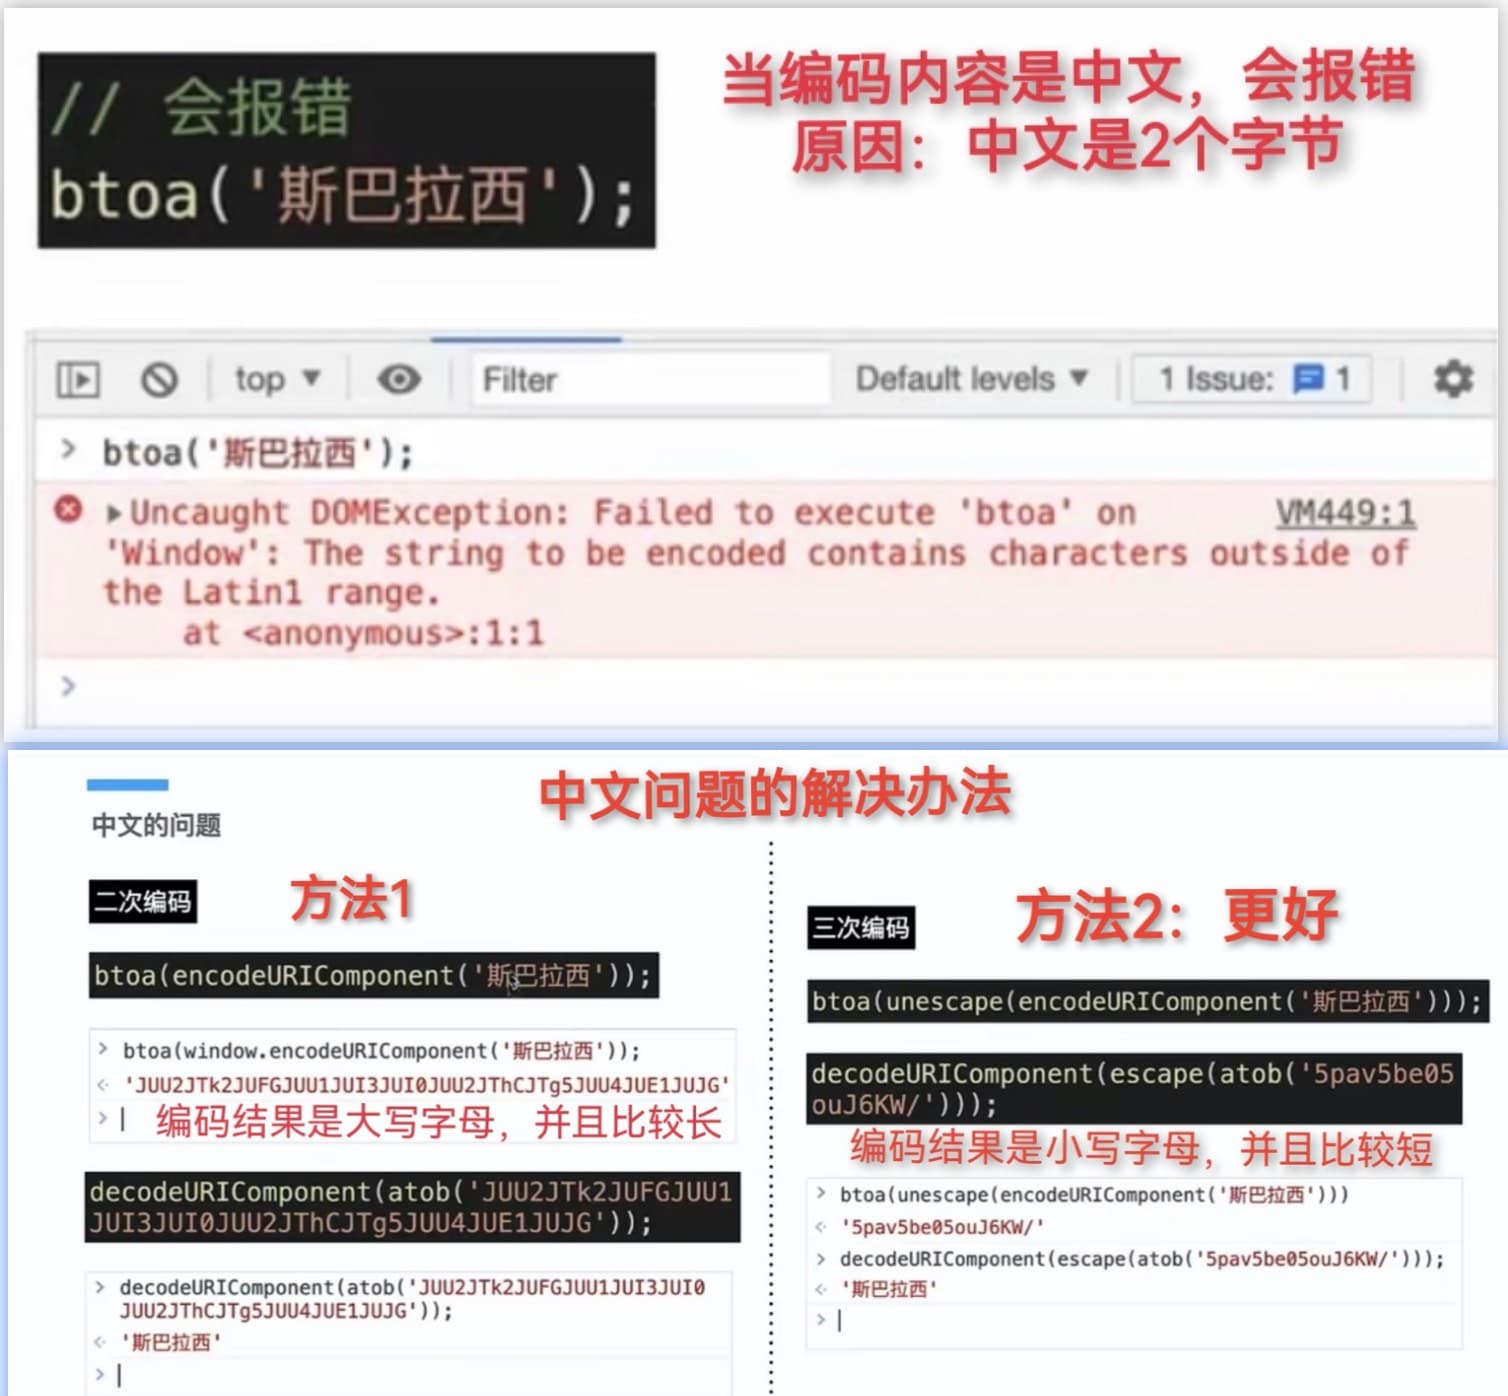 // 会报错
btoa('斯巴拉西');
当编码内容是中文，会报错
原因：中文是2个字节
top ▼
Filter
Default levels ▼
1 Issue: 1
> btoa('斯巴拉西');
▶Uncaught DOMException: Failed to execute 'btoa' on
VM449:1
'Window': The string to be encoded contains characters outside of
the Latin1 range.
at <anonymous>:1:1
>
中文问题的解决办法
中文的问题
二次编码
方法1
btoa(encodeURIComponent('斯巴拉西'));
> btoa(window.encodeURIComponent('斯巴拉西'));
'JUU2JTk2JUFGJUU1JUI3JUI0JUU2JThCJTg5JUU4JUE1JUJG'
>
编码结果是大写字母，并且比较长
decodeURIComponent(atob('JUU2JTk2JUFGJUU1
JUI3JUI0JUU2JThCJTg5JUU4JUE1JUJG'));
> decodeURIComponent(atob('JUU2JTk2JUFGJUU1JUI3JUI0
JUU2JThCJTg5JUU4JUE1JUJG'));
'斯巴拉西'
>
三次编码
方法2：更好
btoa(unescape(encodeURIComponent('斯巴拉西')));
decodeURIComponent(escape(atob('5pav5be05
ouJ6KW/')));
编码结果是小写字母，并且比较短
> btoa(unescape(encodeURIComponent('斯巴拉西')))
'5pav5be05ouJ6KW/'
> decodeURIComponent(escape(atob('5pav5be05ouJ6KW/')));
'斯巴拉西'
>